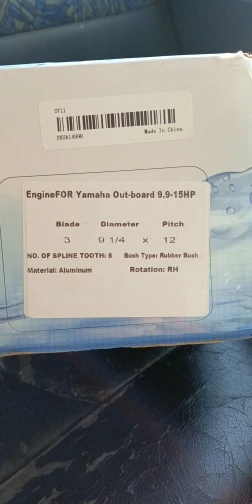 OT11
Made In China
EngineFOR Yamaha Out-board 9.9-15HP
Blade Diameter Pitch
3 9 1/4 x 12
NO. OF SPLINE TOOTH: 8 Bush Type: Rubber Bush
Material: Aluminum Rotation: RH